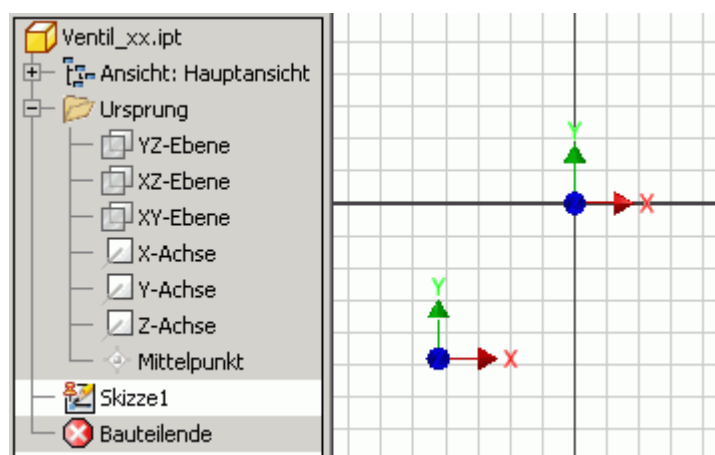 Ventil_xx.ipt
Ansicht: Hauptansicht
Ursprung
YZ-Ebene
XZ-Ebene
XY-Ebene
X-Achse
Y-Achse
Z-Achse
Mittelpunkt
Skizze1
Bauteilende
Y
X
Y
X